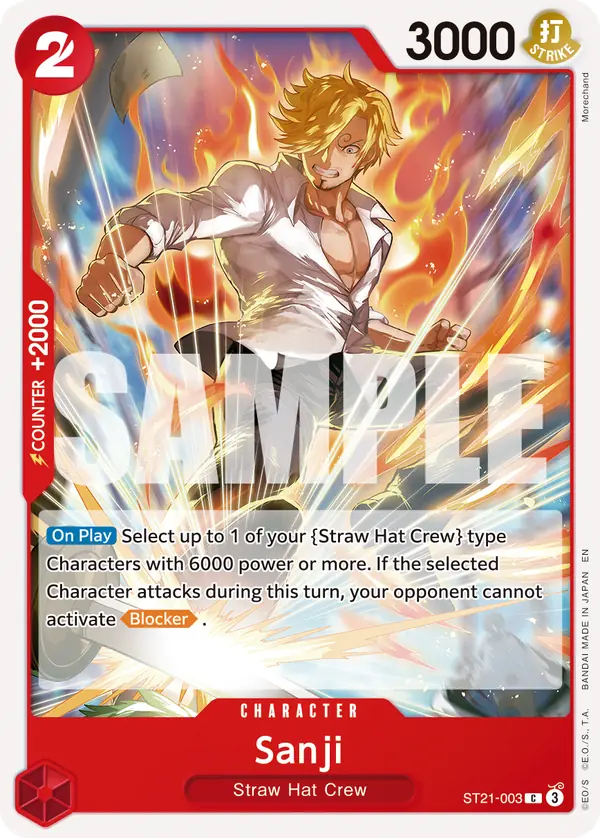 2
3000
打
STRIKE
Morechand
COUNTER +2000
SAMPLE
On Play Select up to 1 of your {Straw Hat Crew} type
Characters with 6000 power or more. If the selected
Character attacks during this turn, your opponent cannot
activate Blocker .
CHARACTER
Sanji
Straw Hat Crew
ST21-003 C 3
©EO/S ©E.O./S., T.A. BANDAI MADE IN JAPAN EN